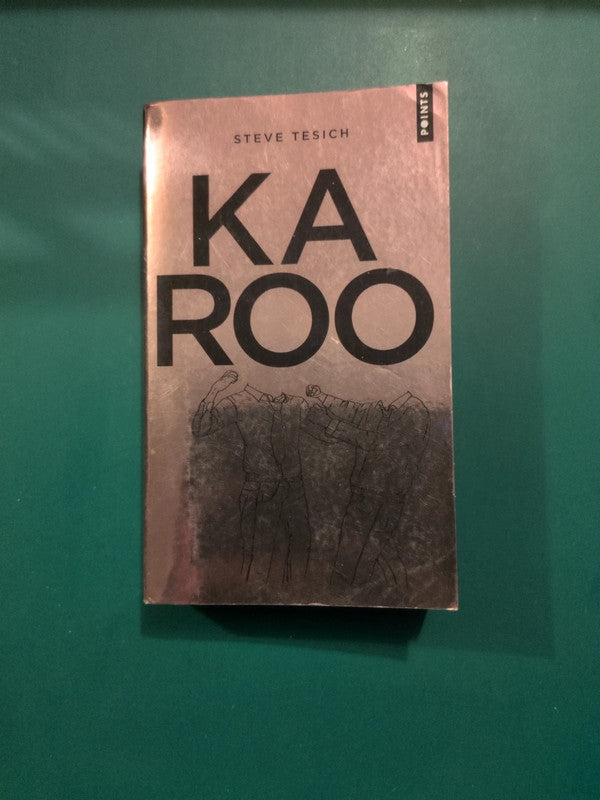 POINTS
STEVE TESICH
KA
ROO